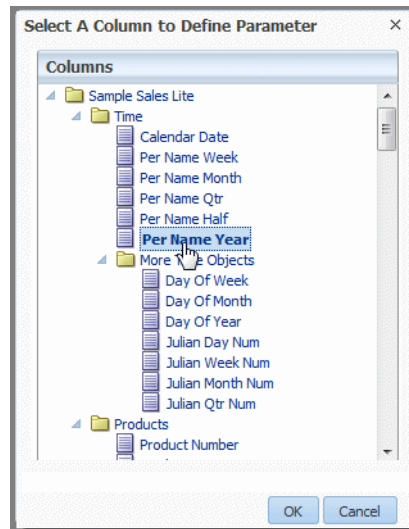 Select A Column to Define Parameter
Columns
Sample Sales Lite
Time
Calendar Date
Per Name Week
Per Name Month
Per Name Qtr
Per Name Half
Per Name Year
More Objects
Day Of Week
Day Of Month
Day Of Year
Julian Day Num
Julian Week Num
Julian Month Num
Julian Qtr Num
Products
Product Number
OK Cancel